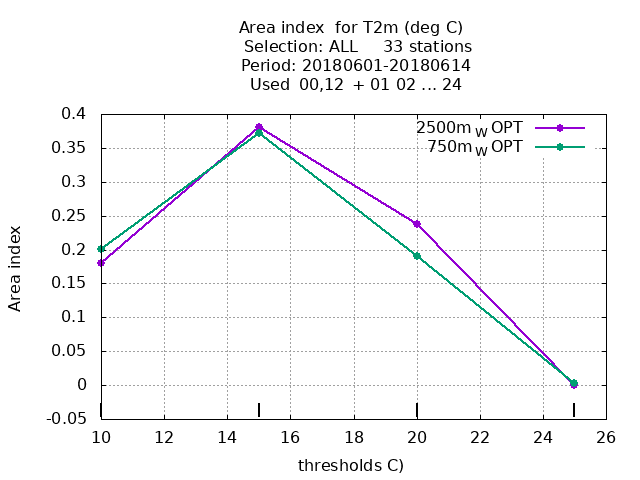 Area index  for T2m (deg C)
Selection: ALL     33 stations
Period: 20180601-20180614
Used  00,12  + 01 02 ... 24
2500m W OPT
750m W OPT
0.4
0.35
0.3
0.25
0.2
0.15
0.1
0.05
0
-0.05
Area index
10 12 14 16 18 20 22 24 26
thresholds C)